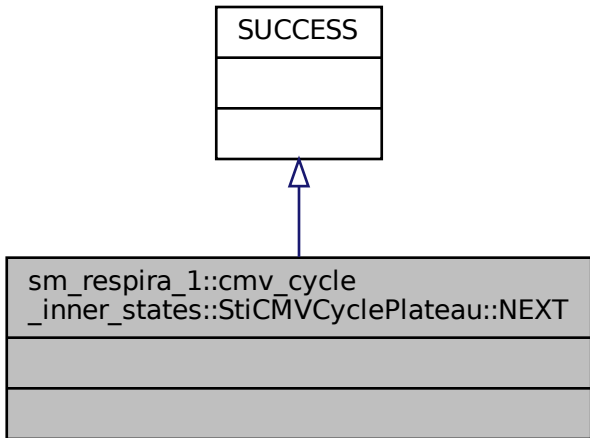 SUCCESS
sm_respira_1::cmv_cycle
_inner_states::StiCMVCyclePlateau::NEXT